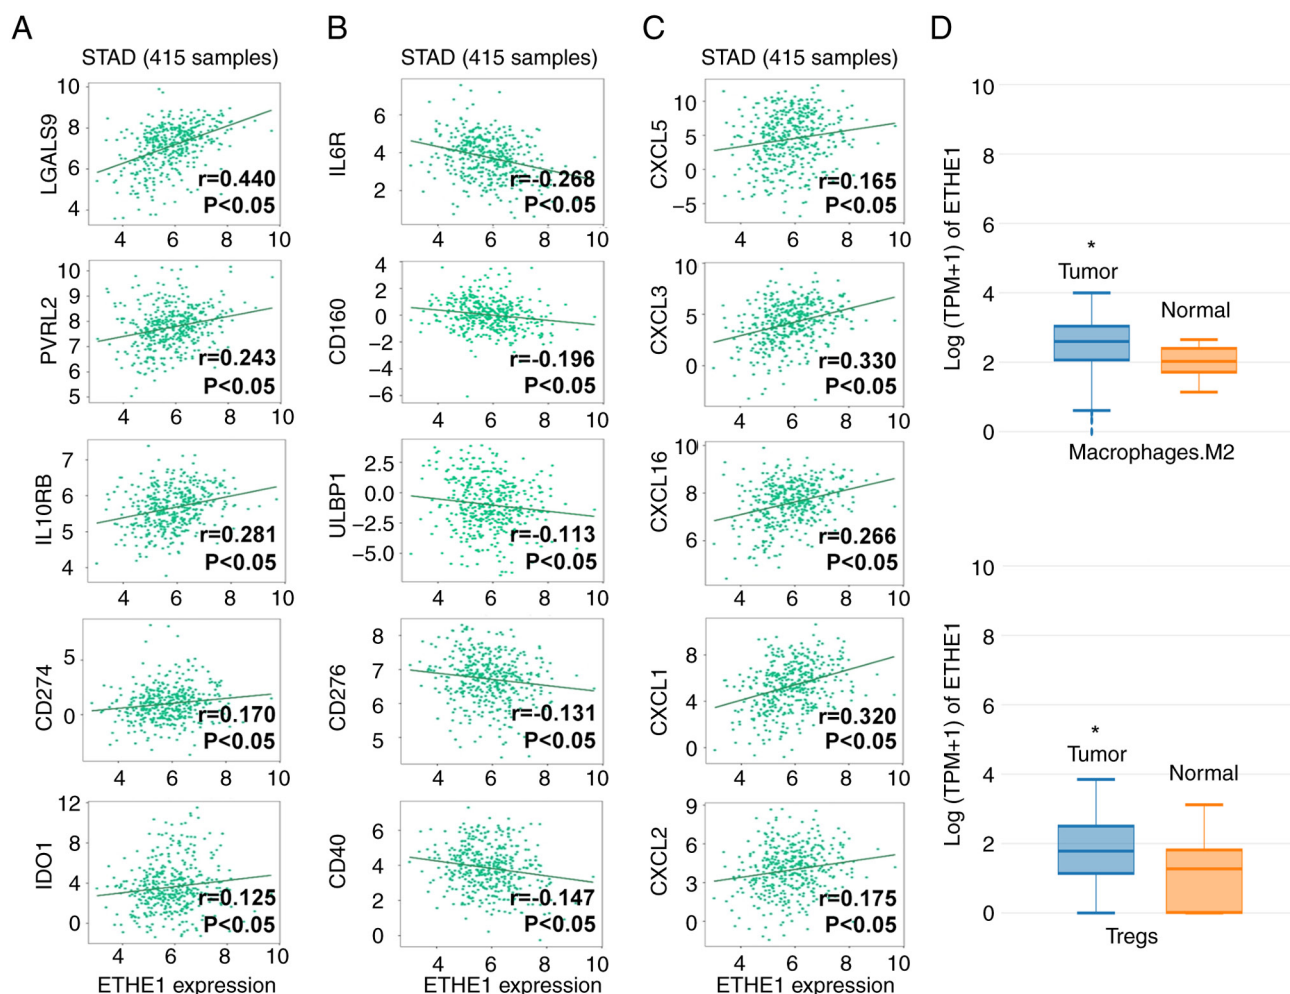 A
B
C
D
STAD (415 samples)
STAD (415 samples)
STAD (415 samples)
10
8
6
4
LGALS9
r=0.440
P<0.05
4 6 8 10
10
9
8
7
6
5
PVRL2
r=0.243
P<0.05
4 6 8 10
7
6
5
4
IL10RB
r=0.281
P<0.05
4 6 8 10
5
0
CD274
r=0.170
P<0.05
4 6 8 10
12
8
4
0
IDO1
r=0.125
P<0.05
4 6 8 10
ETHE1 expression
6
4
2
IL6R
r=-0.268
P<0.05
4 6 8 10
4
2
0
−2
−4
−6
CD160
r=-0.196
P<0.05
4 6 8 10
2.5
0.0
−2.5
−5.0
ULBP1
r=-0.113
P<0.05
4 6 8 10
8
7
6
5
CD276
r=-0.131
P<0.05
4 6 8 10
6
4
2
0
CD40
r=-0.147
P<0.05
4 6 8 10
ETHE1 expression
10
5
0
−5
CXCL5
r=0.165
P<0.05
4 6 8 10
10
5
0
CXCL3
r=0.330
P<0.05
4 6 8 10
10
8
6
CXCL16
r=0.266
P<0.05
4 6 8 10
8
4
0
CXCL1
r=0.320
P<0.05
4 6 8 10
9
6
3
0
CXCL2
r=0.175
P<0.05
4 6 8 10
ETHE1 expression
10
8
6
4
2
0
Log (TPM+1) of ETHE1
*
Tumor
Normal
Macrophages.M2
10
8
6
4
2
0
Log (TPM+1) of ETHE1
*
Tumor
Normal
Tregs